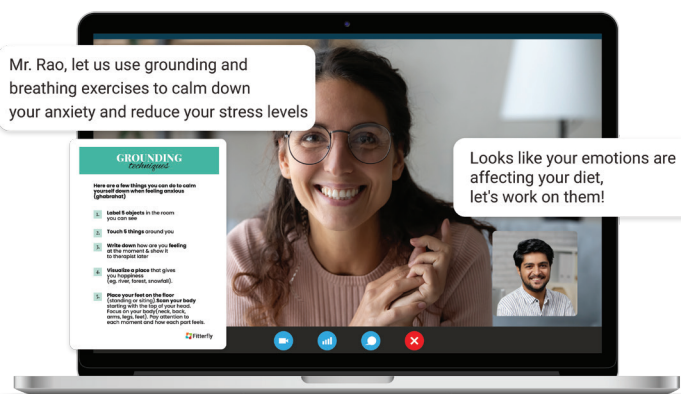 Mr. Rao, let us use grounding and
breathing exercises to calm down
your anxiety and reduce your stress levels
GROUNDING
techniques
Here are a few things you can do to calm
yourself down when feeling anxious
(ghabrahat)
1. Label 5 objects in the room
you can see
2. Touch 5 things around you
3. Write down how are you feeling
at the moment & show it
to therapist later
4. Visualize a place that gives
you happiness
(eg. river, forest, snowfall).
5. Place your feet on the floor
(standing or siting).Scan your body
starting with the top of your head.
Focus on your body(neck, back,
arms, legs, feet). Pay attention to
each moment and how each part feels.
Fitterfly
Looks like your emotions are
affecting your diet,
let's work on them!